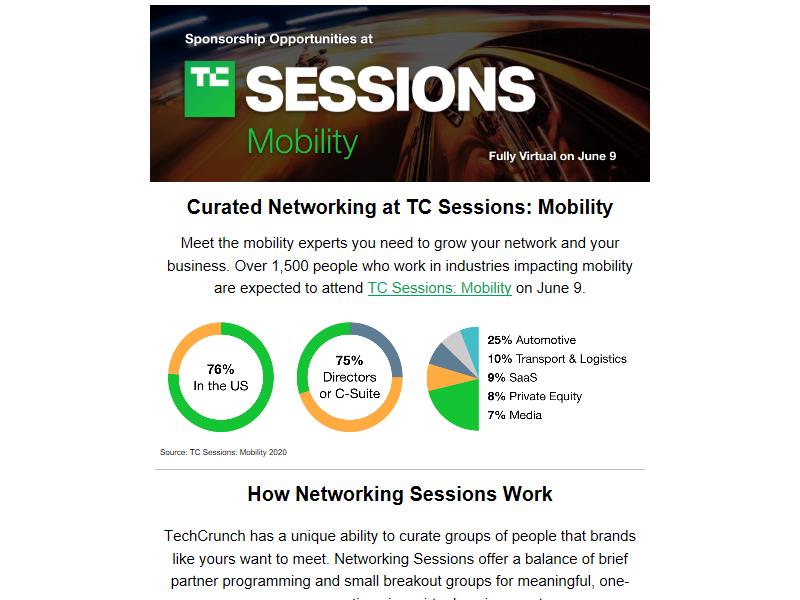 Sponsorship Opportunities at
TC SESSIONS
Mobility
Fully Virtual on June 9
Curated Networking at TC Sessions: Mobility
Meet the mobility experts you need to grow your network and your
business. Over 1,500 people who work in industries impacting mobility
are expected to attend TC Sessions: Mobility on June 9.
76%
In the US
75%
Directors
or C-Suite
25% Automotive
10% Transport & Logistics
9% SaaS
8% Private Equity
7% Media
Source: TC Sessions: Mobility 2020
How Networking Sessions Work
TechCrunch has a unique ability to curate groups of people that brands
like yours want to meet. Networking Sessions offer a balance of brief
partner programming and small breakout groups for meaningful, one-